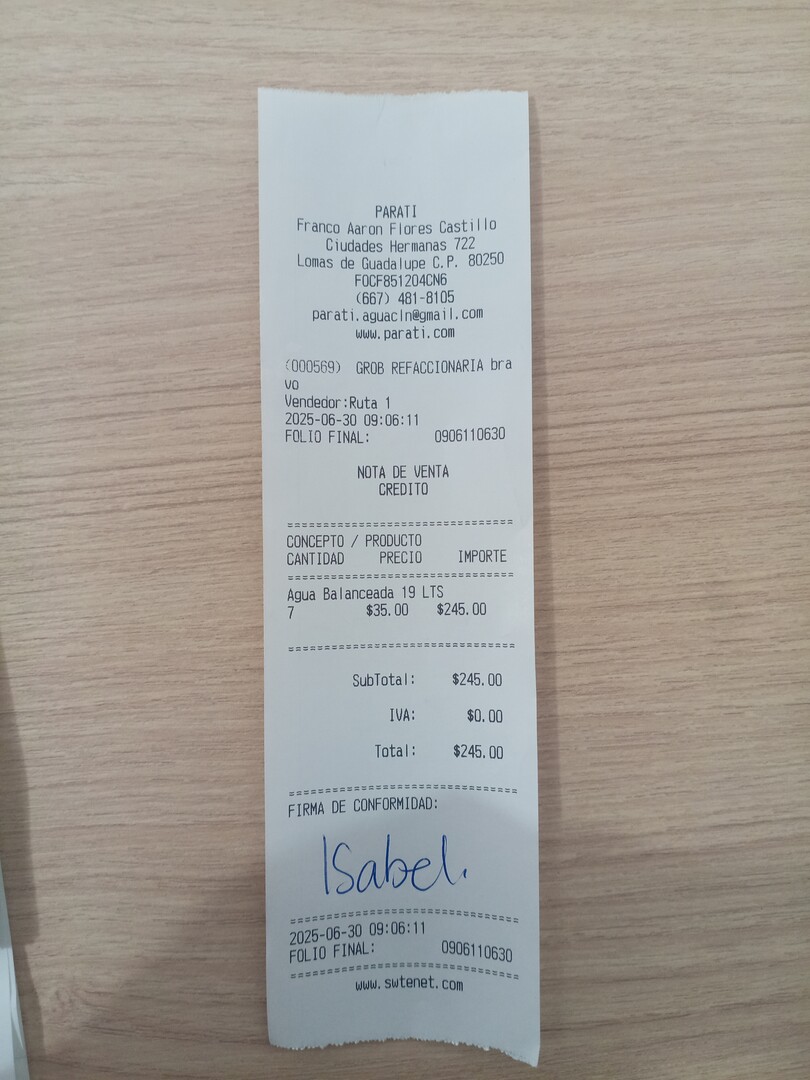 PARATI
Franco Aaron Flores Castillo
Ciudades Hermanas 722
Lomas de Guadalupe C.P. 80250
FOCF851204CN6
(667) 481-8105
parati.aguacln@gmail.com
www.parati.com
(000569) GROB REFACCIONARIA bra
vo
Vendedor:Ruta 1
2025-06-30 09:06:11
FOLIO FINAL: 0906110630
NOTA DE VENTA
CREDITO
================================
CONCEPTO / PRODUCTO
CANTIDAD PRECIO IMPORTE
================================
Agua Balanceada 19 LTS
7 $35.00 $245.00
================================
SubTotal: $245.00
IVA: $0.00
Total: $245.00
================================
FIRMA DE CONFORMIDAD:
Isabel.
================================
2025-06-30 09:06:11
FOLIO FINAL: 0906110630
================================
www.swtenet.com